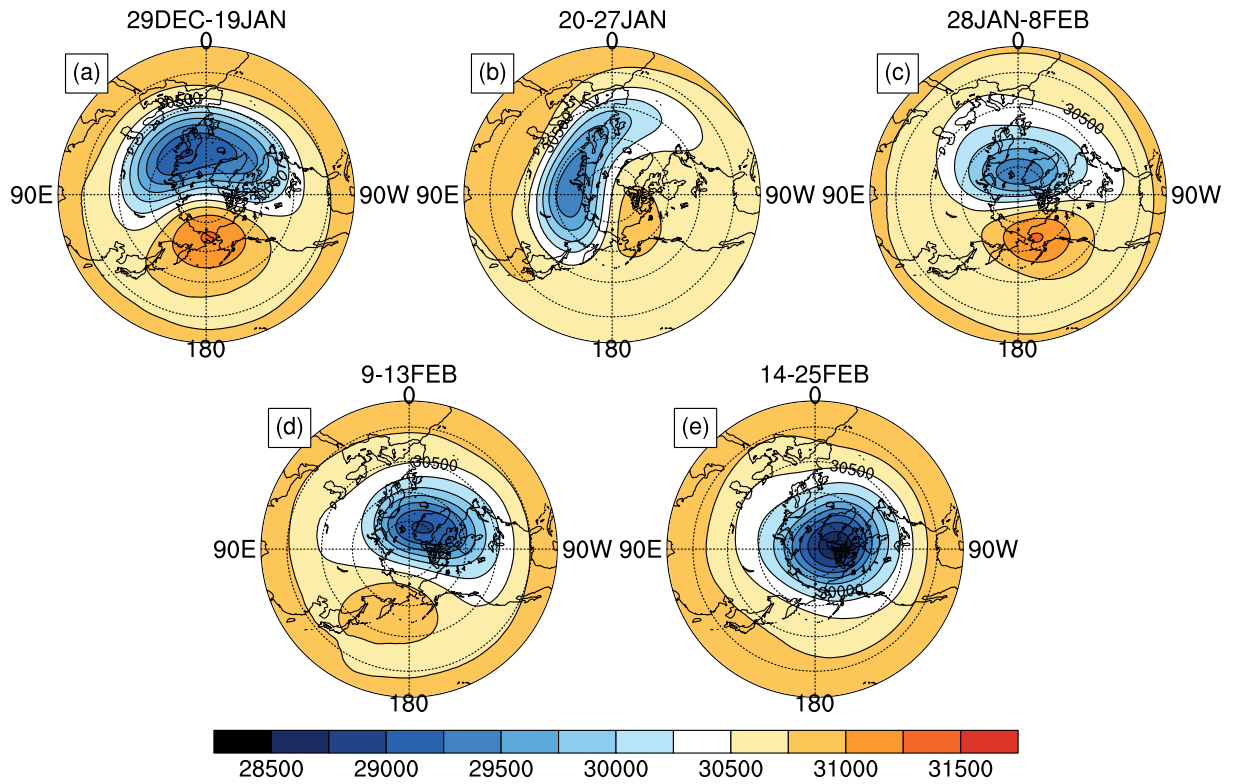 29DEC-19JAN 20-27JAN 28JAN-8FEB
0 0 0
(a) (b) (c)
30500 30500 30500
90E 90W 90E 90W 90E 90W
180 180 180
9-13FEB 14-25FEB
0 0
(d) (e)
30500 30500
90E 90W 90E 90W
30000
180 180
28500 29000 29500 30000 30500 31000 31500